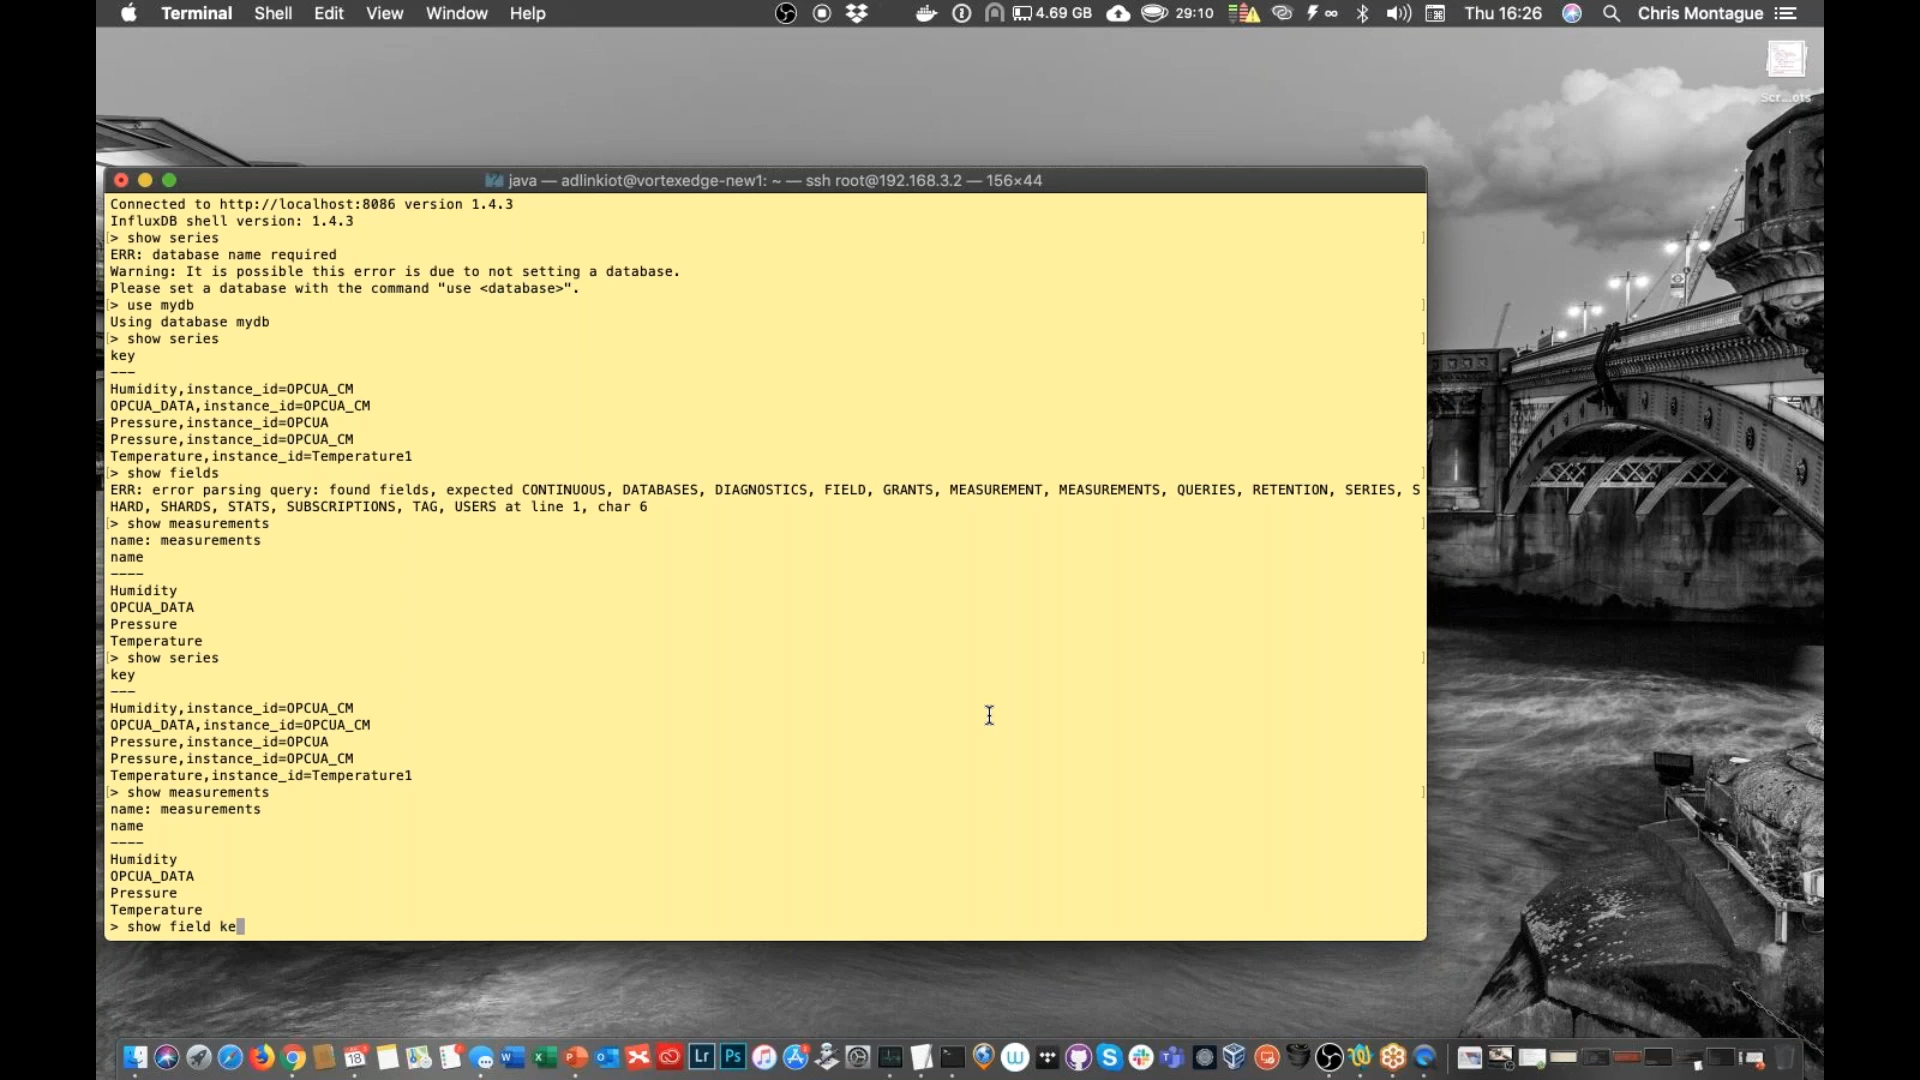 Terminal Shell Edit View Window Help 4.69 GB 29:10 Thu 16:26 Chris Montague
Scr...ots
java — adlinkiot@vortexedge-new1: ~ — ssh root@192.168.3.2 — 156×44
Connected to http://localhost:8086 version 1.4.3
InfluxDB shell version: 1.4.3
> show series
ERR: database name required
Warning: It is possible this error is due to not setting a database.
Please set a database with the command "use <database>".
> use mydb
Using database mydb
> show series
key
---
Humidity,instance_id=OPCUA_CM
OPCUA_DATA,instance_id=OPCUA_CM
Pressure,instance_id=OPCUA
Pressure,instance_id=OPCUA_CM
Temperature,instance_id=Temperature1
> show fields
ERR: error parsing query: found fields, expected CONTINUOUS, DATABASES, DIAGNOSTICS, FIELD, GRANTS, MEASUREMENT, MEASUREMENTS, QUERIES, RETENTION, SERIES, S
HARD, SHARDS, STATS, SUBSCRIPTIONS, TAG, USERS at line 1, char 6
> show measurements
name: measurements
name
----
Humidity
OPCUA_DATA
Pressure
Temperature
> show series
key
---
Humidity,instance_id=OPCUA_CM
OPCUA_DATA,instance_id=OPCUA_CM
Pressure,instance_id=OPCUA
Pressure,instance_id=OPCUA_CM
Temperature,instance_id=Temperature1
> show measurements
name: measurements
name
----
Humidity
OPCUA_DATA
Pressure
Temperature
> show field ke
18 Lr Ps